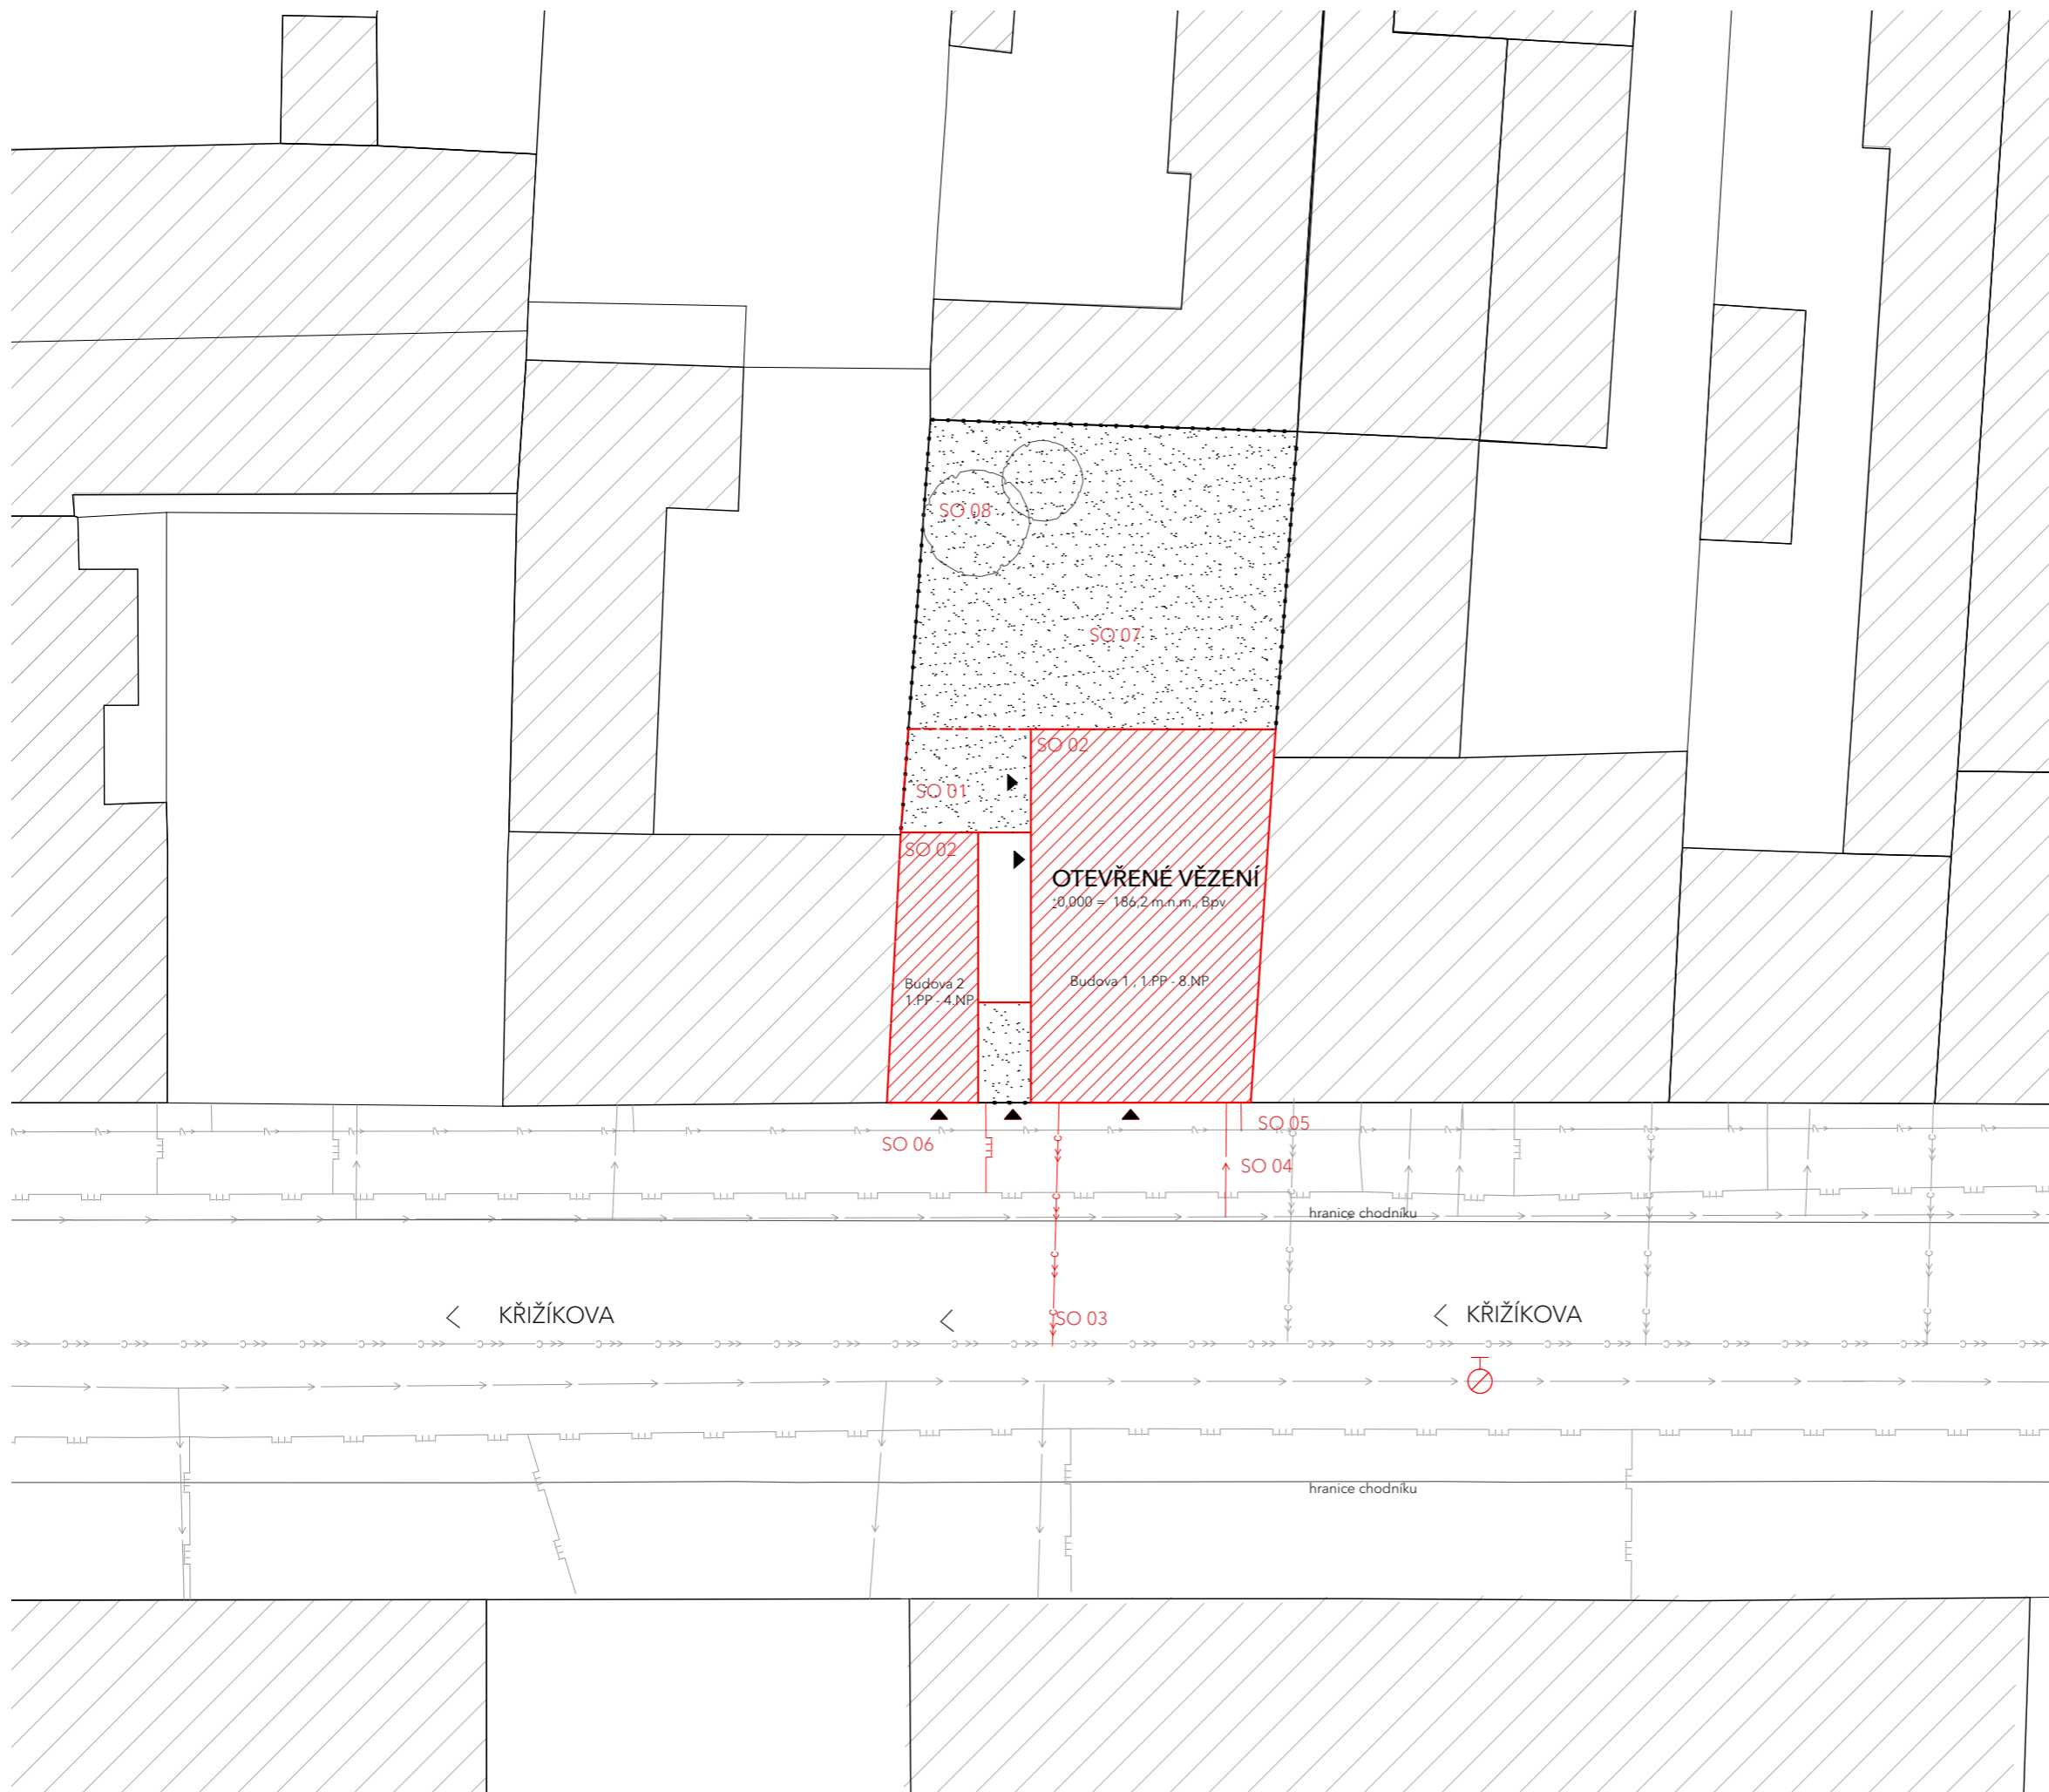 SO 08
SO 07
SO 02
SO 01
SO 02
OTEVŘENÉ VĚZENÍ
±0,000 = 186,2 m.n.m., Bpv
Budova 1 , 1.PP - 8.NP
Budova 2
1.PP - 4.NP
SO 05
SO 06
SO 04
hranice chodníku
KŘIŽÍKOVA
KŘIŽÍKOVA
SO 03
hranice chodníku